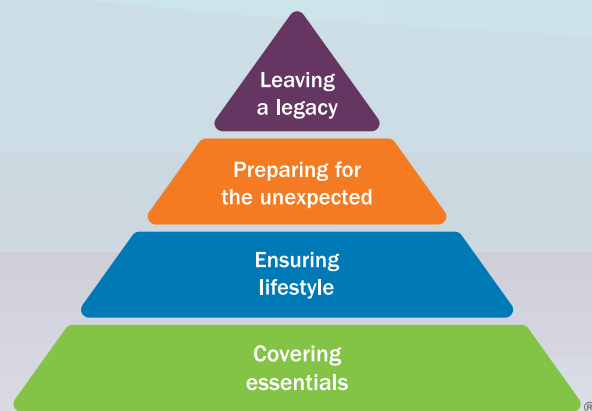 Leaving
a legacy
Preparing for
the unexpected
Ensuring
lifestyle
Covering
essentials
®